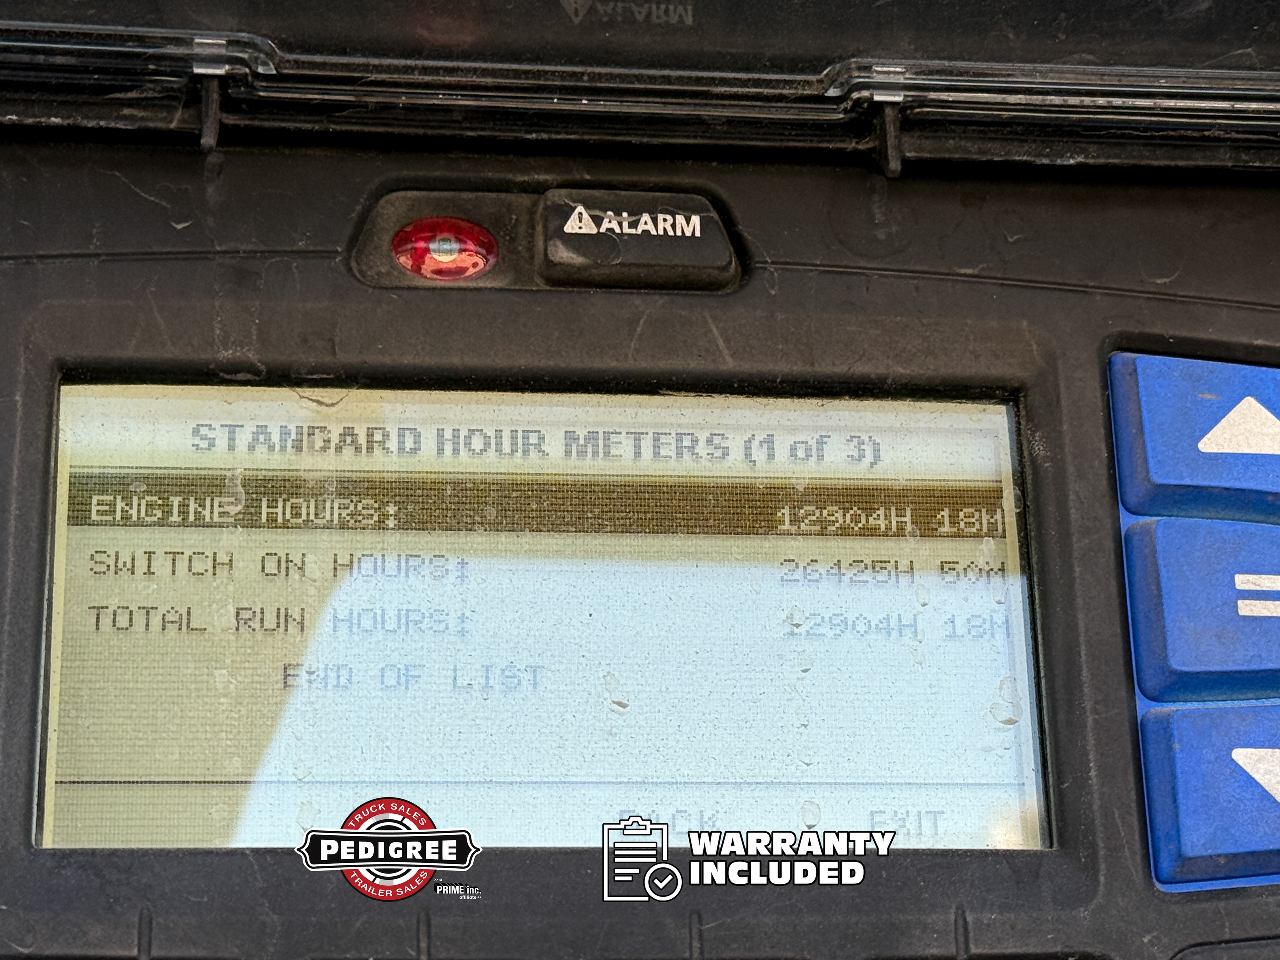 ALARM
ALARM
STANDARD HOUR METERS (1 of 3)
ENGINE HOURS: 12904H 18M
SWITCH ON HOURS: 26425H 50M
TOTAL RUN HOURS: 12904H 18M
END OF LIST
BACK EXIT
TRUCK SALES
PEDIGREE
TRAILER SALES
PRIME inc.
WARRANTY
INCLUDED